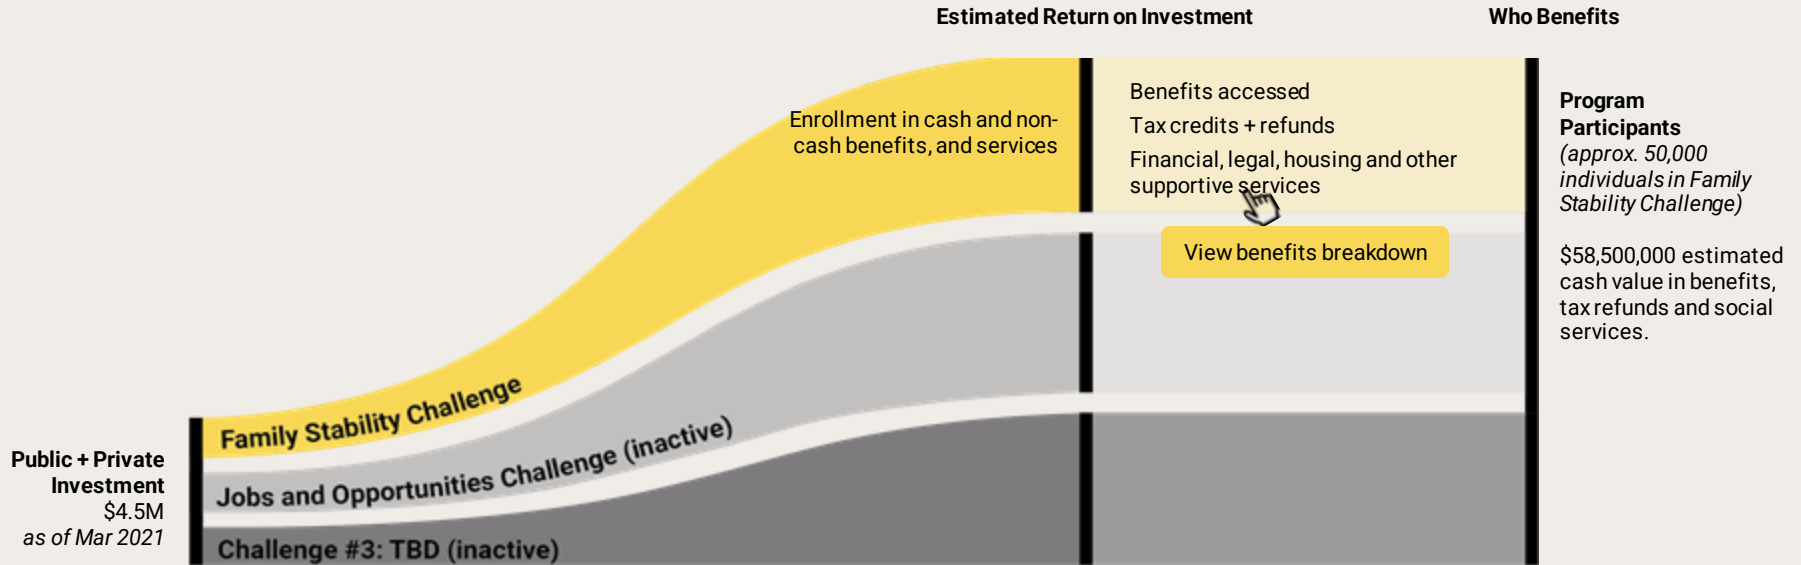 Estimated Return on Investment
Who Benefits
Enrollment in cash and non-
cash benefits, and services
Benefits accessed
Tax credits + refunds
Financial, legal, housing and other
supportive services
View benefits breakdown
Program
Participants
(approx. 50,000
individuals in Family
Stability Challenge)
$58,500,000 estimated
cash value in benefits,
tax refunds and social
services.
Family Stability Challenge
Jobs and Opportunities Challenge (inactive)
Challenge #3: TBD (inactive)
Public + Private
Investment
$4.5M
as of Mar 2021